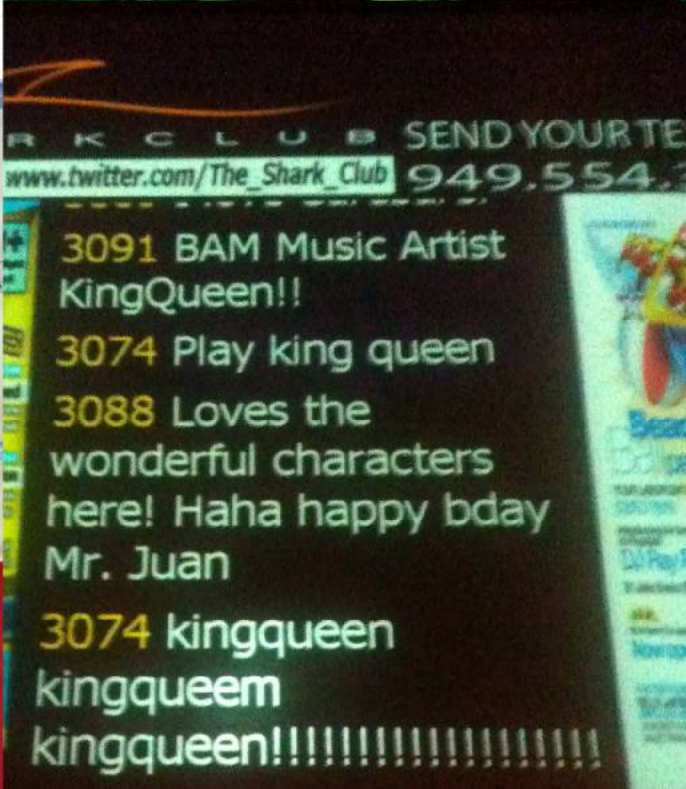 R K C L U B SEND YOUR TE
www.twitter.com/The_Shark_Club 949.554.
3091 BAM Music Artist
KingQueen!!
3074 Play king queen
3088 Loves the
wonderful characters
here! Haha happy bday
Mr. Juan
3074 kingqueen
kingqueem
kingqueen!!!!!!!!!!!!!!!!!!!